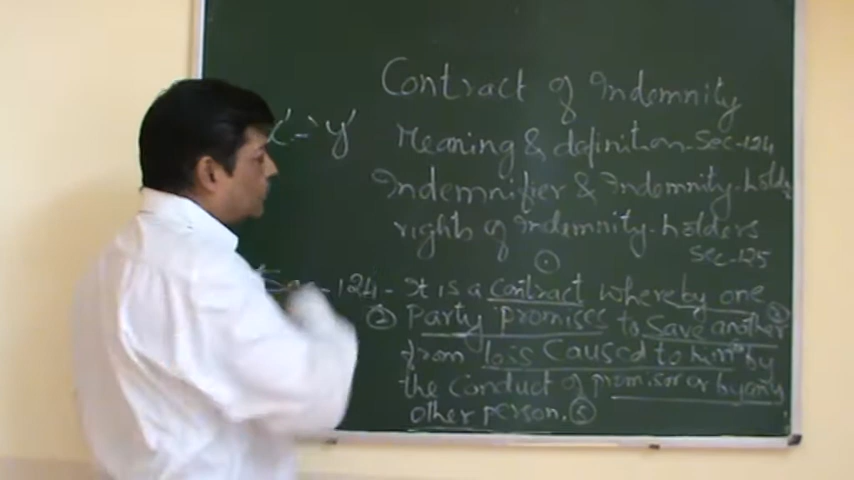 Contract of Indemnity
'x' - 'y'
Meaning & definition - Sec - 124
Indemnifier & Indemnity - holder
rights of Indemnity - holders
Sec - 125
①
124 - It is a contract whereby one
② Party promises to save another ③
from loss caused to him by
the conduct of promisor or by any
other person. ⑤